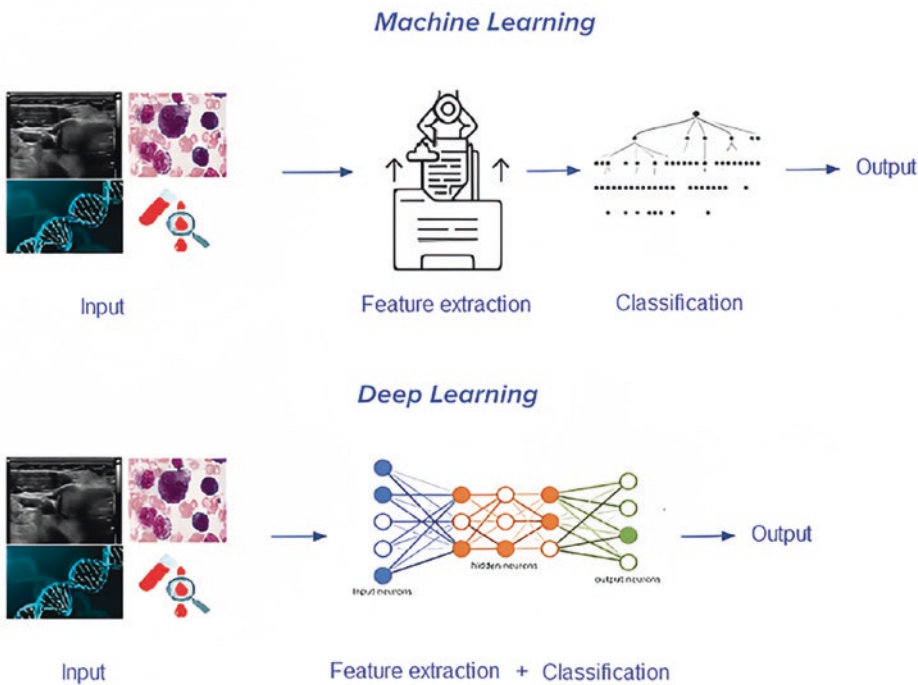 Machine Learning
Output
Input
Feature extraction
Classification
Deep Learning
Output
hidden neurons
Input neurons
output neurons
Input
Feature extraction + Classification